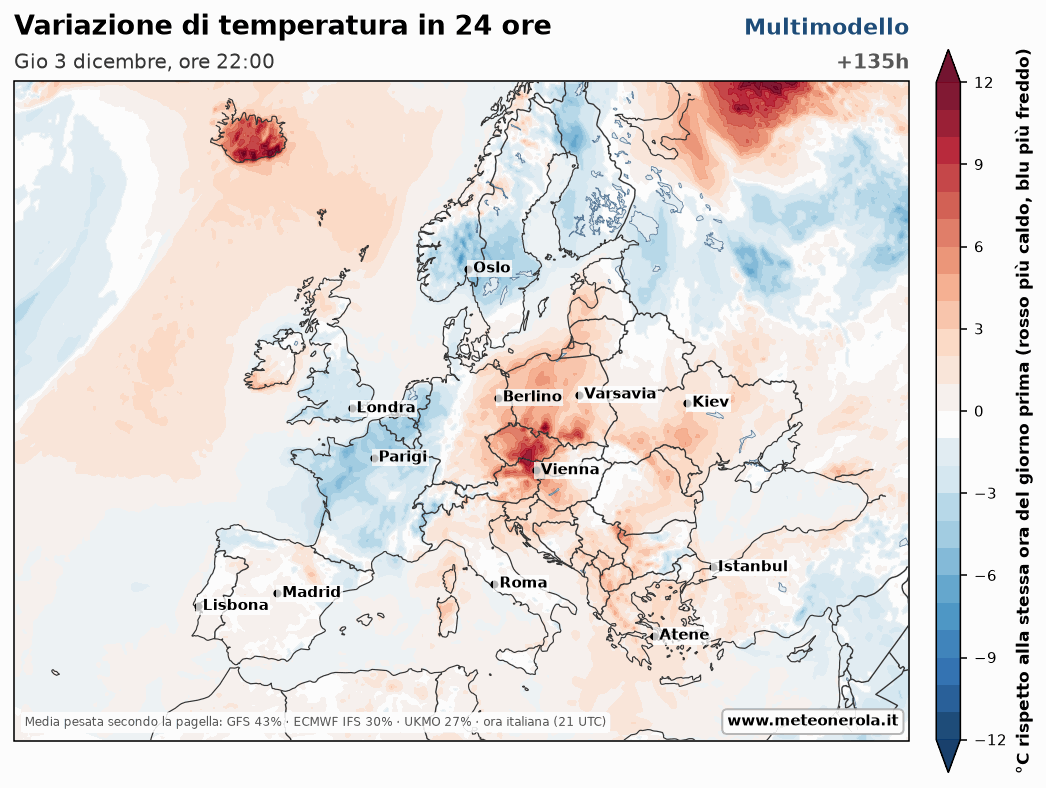 Variazione di temperatura in 24 ore
Multimodello
Gio 3 dicembre, ore 22:00
+135h
12
9
6
3
0
−3
−6
−9
−12
°C rispetto alla stessa ora del giorno prima (rosso più caldo, blu più freddo)
Oslo
Berlino
Varsavia
Kiev
Londra
Parigi
Vienna
Istanbul
Roma
Madrid
Lisbona
Atene
Media pesata secondo la pagella: GFS 43% · ECMWF IFS 30% · UKMO 27% · ora italiana (21 UTC)
www.meteonerola.it